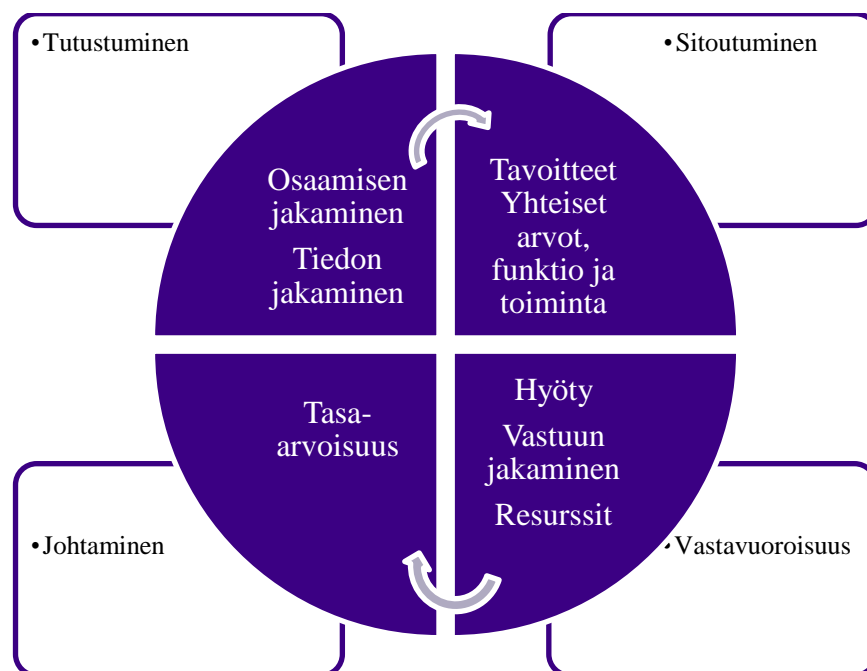 •Tutustuminen
•Sitoutuminen
Osaamisen
jakaminen
Tiedon
jakaminen
Tavoitteet
Yhteiset
arvot,
funktio ja
toiminta
Tasa-
arvoisuus
Hyöty
Vastuun
jakaminen
Resurssit
•Johtaminen
•Vastavuoroisuus